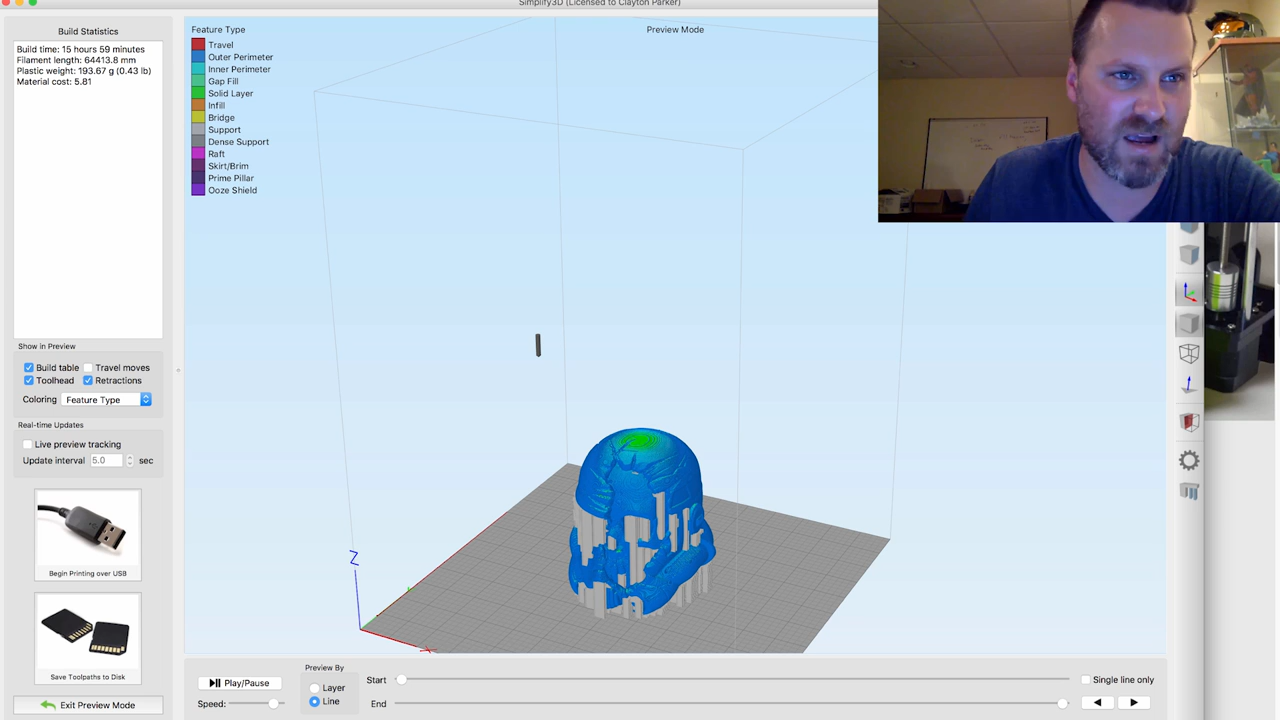 Simplify3D (Licensed to Clayton Parker)
Build Statistics
Build time: 15 hours 59 minutes
Filament length: 64413.8 mm
Plastic weight: 193.67 g (0.43 lb)
Material cost: 5.81
Show in Preview
Build table
Travel moves
Toolhead
Retractions
Coloring
Feature Type
Real-time Updates
Live preview tracking
Update interval
5.0
sec
Begin Printing over USB
Save Toolpaths to Disk
Exit Preview Mode
Feature Type
Travel
Outer Perimeter
Inner Perimeter
Gap Fill
Solid Layer
Infill
Bridge
Support
Dense Support
Raft
Skirt/Brim
Prime Pillar
Ooze Shield
Preview Mode
Z
Play/Pause
Speed:
Preview By
Layer
Line
Start
End
Single line only